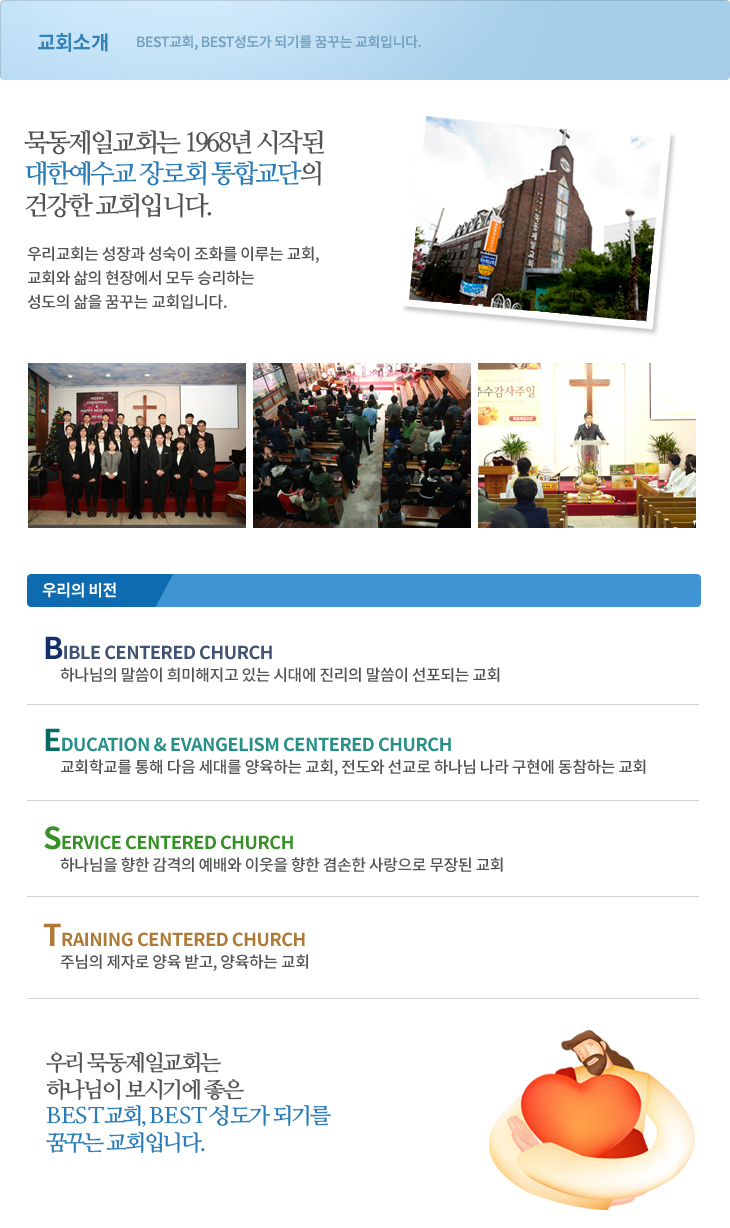 교회소개
BEST교회, BEST성도가 되기를 꿈꾸는 교회입니다.
묵동제일교회는 1968년 시작된
대한예수교 장로회 통합교단의
건강한 교회입니다.
우리교회는 성장과 성숙이 조화를 이루는 교회,
교회와 삶의 현장에서 모두 승리하는
성도의 삶을 꿈꾸는 교회입니다.
묵동제일교회
MERRY
CHRISTMAS
HAPPY NEW YEAR
추수감사주일
우리의 비전
BIBLE CENTERED CHURCH
하나님의 말씀이 희미해지고 있는 시대에 진리의 말씀이 선포되는 교회
EDUCATION & EVANGELISM CENTERED CHURCH
교회학교를 통해 다음 세대를 양육하는 교회, 전도와 선교로 하나님 나라 구현에 동참하는 교회
SERVICE CENTERED CHURCH
하나님을 향한 감격의 예배와 이웃을 향한 겸손한 사랑으로 무장된 교회
TRAINING CENTERED CHURCH
주님의 제자로 양육 받고, 양육하는 교회
우리 묵동제일교회는
하나님이 보시기에 좋은
BEST교회, BEST 성도가 되기를
꿈꾸는 교회입니다.